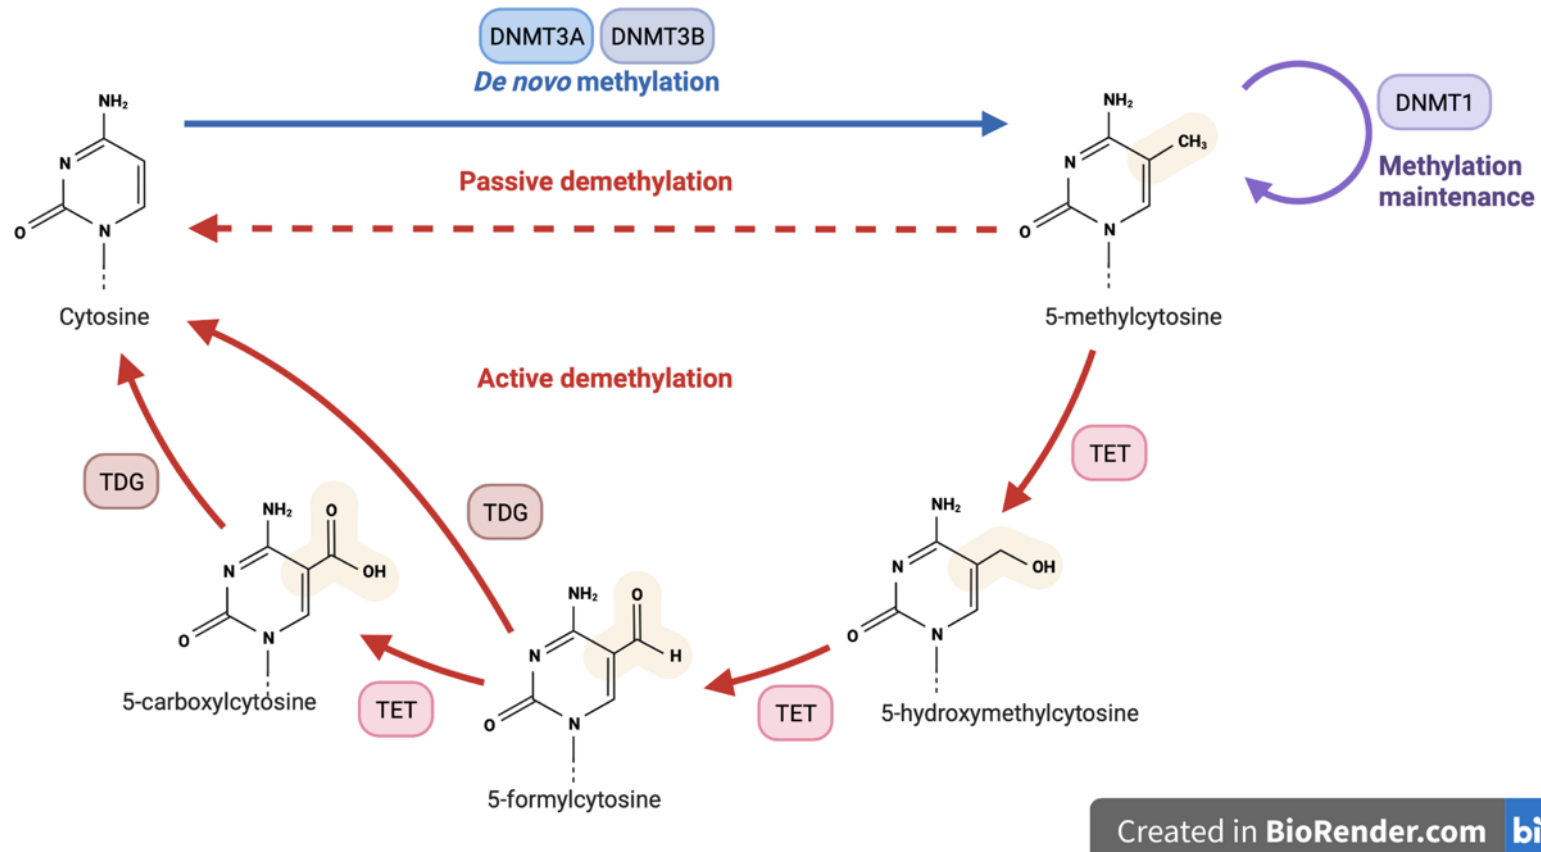 DNMT3A DNMT3B
De novo methylation
NH₂
N
O
N
Cytosine
Passive demethylation
NH₂
CH₃
N
O
N
5-methylcytosine
DNMT1
Methylation
maintenance
Active demethylation
TET
TDG
TDG
NH₂
O
OH
N
O
N
5-carboxylcytosine
TET
NH₂
O
H
N
O
N
5-formylcytosine
TET
NH₂
OH
N
O
N
5-hydroxymethylcytosine
Created in BioRender.com bi